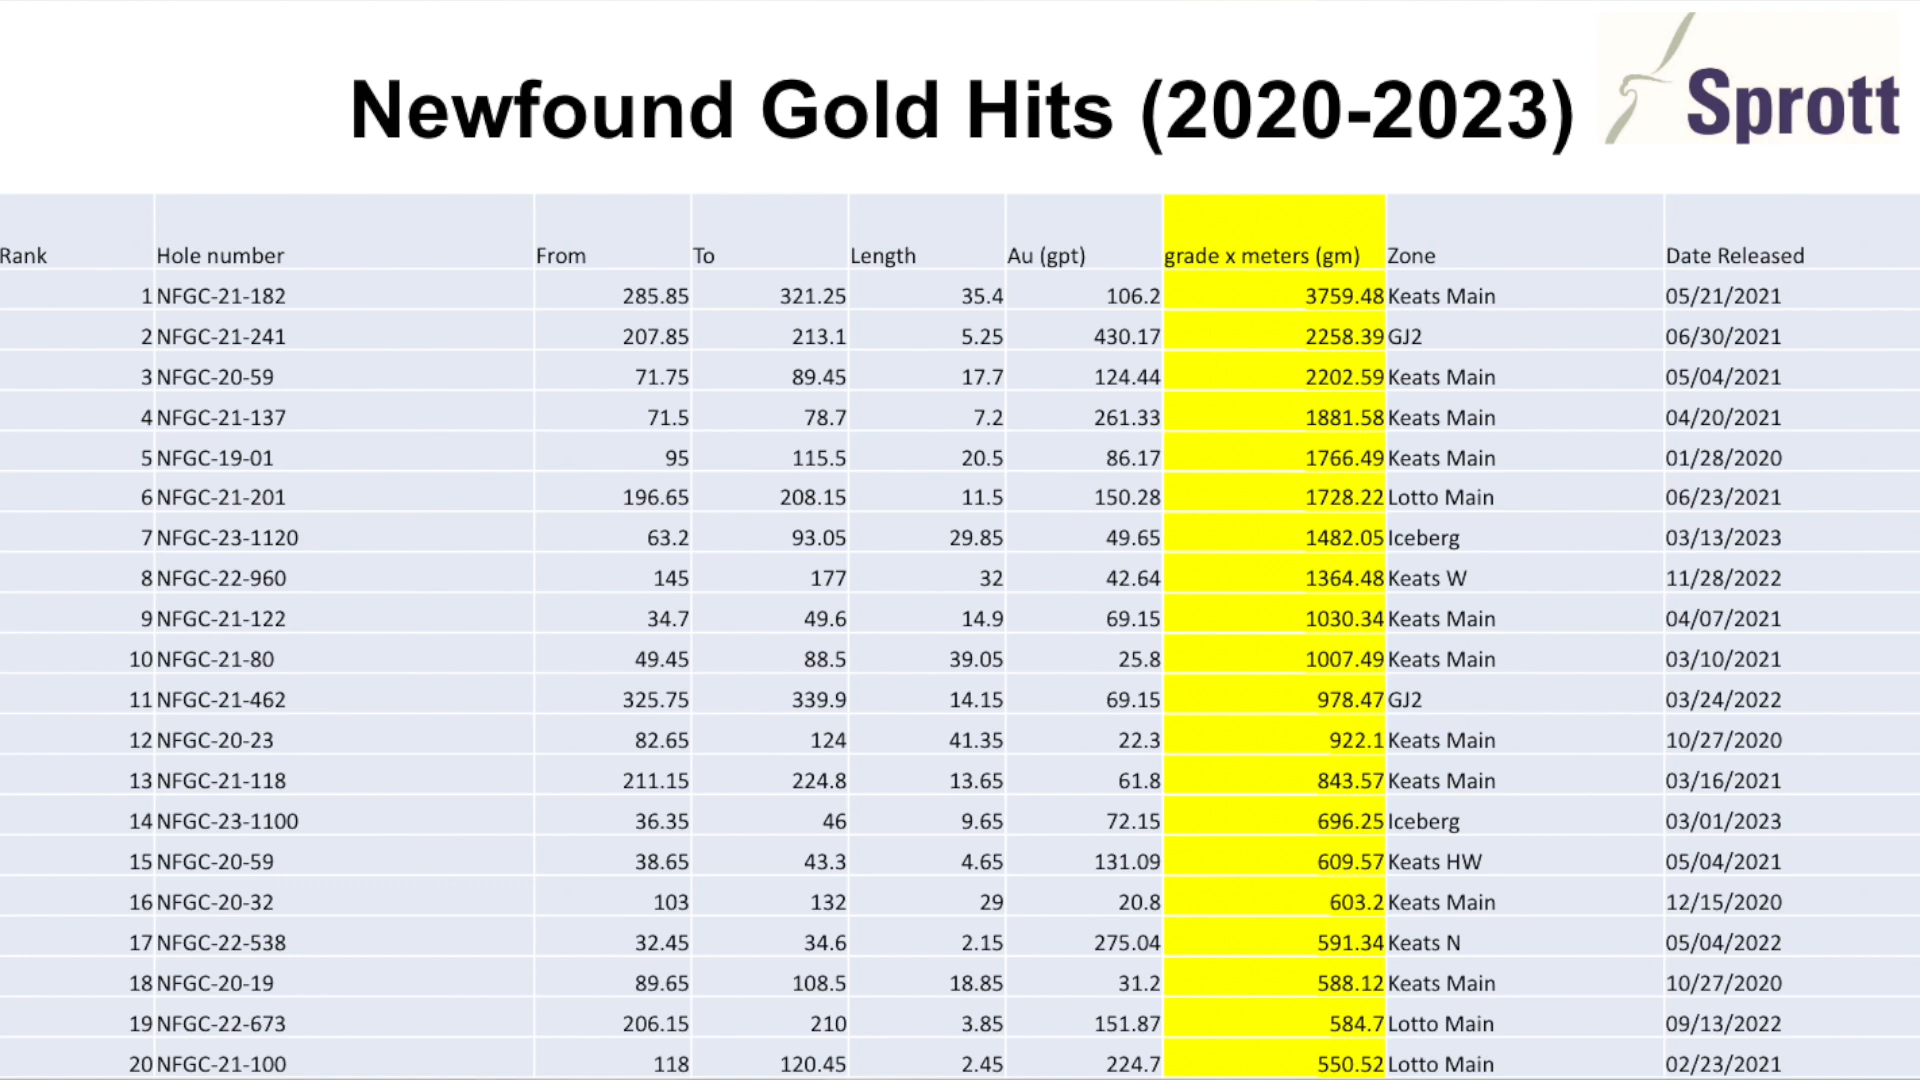 Newfound Gold Hits (2020-2023)
Sprott
Rank Hole number From To Length Au (gpt) grade x meters (gm) Zone Date Released
1 NFGC-21-182 285.85 321.25 35.4 106.2 3759.48 Keats Main 05/21/2021
2 NFGC-21-241 207.85 213.1 5.25 430.17 2258.39 GJ2 06/30/2021
3 NFGC-20-59 71.75 89.45 17.7 124.44 2202.59 Keats Main 05/04/2021
4 NFGC-21-137 71.5 78.7 7.2 261.33 1881.58 Keats Main 04/20/2021
5 NFGC-19-01 95 115.5 20.5 86.17 1766.49 Keats Main 01/28/2020
6 NFGC-21-201 196.65 208.15 11.5 150.28 1728.22 Lotto Main 06/23/2021
7 NFGC-23-1120 63.2 93.05 29.85 49.65 1482.05 Iceberg 03/13/2023
8 NFGC-22-960 145 177 32 42.64 1364.48 Keats W 11/28/2022
9 NFGC-21-122 34.7 49.6 14.9 69.15 1030.34 Keats Main 04/07/2021
10 NFGC-21-80 49.45 88.5 39.05 25.8 1007.49 Keats Main 03/10/2021
11 NFGC-21-462 325.75 339.9 14.15 69.15 978.47 GJ2 03/24/2022
12 NFGC-20-23 82.65 124 41.35 22.3 922.1 Keats Main 10/27/2020
13 NFGC-21-118 211.15 224.8 13.65 61.8 843.57 Keats Main 03/16/2021
14 NFGC-23-1100 36.35 46 9.65 72.15 696.25 Iceberg 03/01/2023
15 NFGC-20-59 38.65 43.3 4.65 131.09 609.57 Keats HW 05/04/2021
16 NFGC-20-32 103 132 29 20.8 603.2 Keats Main 12/15/2020
17 NFGC-22-538 32.45 34.6 2.15 275.04 591.34 Keats N 05/04/2022
18 NFGC-20-19 89.65 108.5 18.85 31.2 588.12 Keats Main 10/27/2020
19 NFGC-22-673 206.15 210 3.85 151.87 584.7 Lotto Main 09/13/2022
20 NFGC-21-100 118 120.45 2.45 224.7 550.52 Lotto Main 02/23/2021